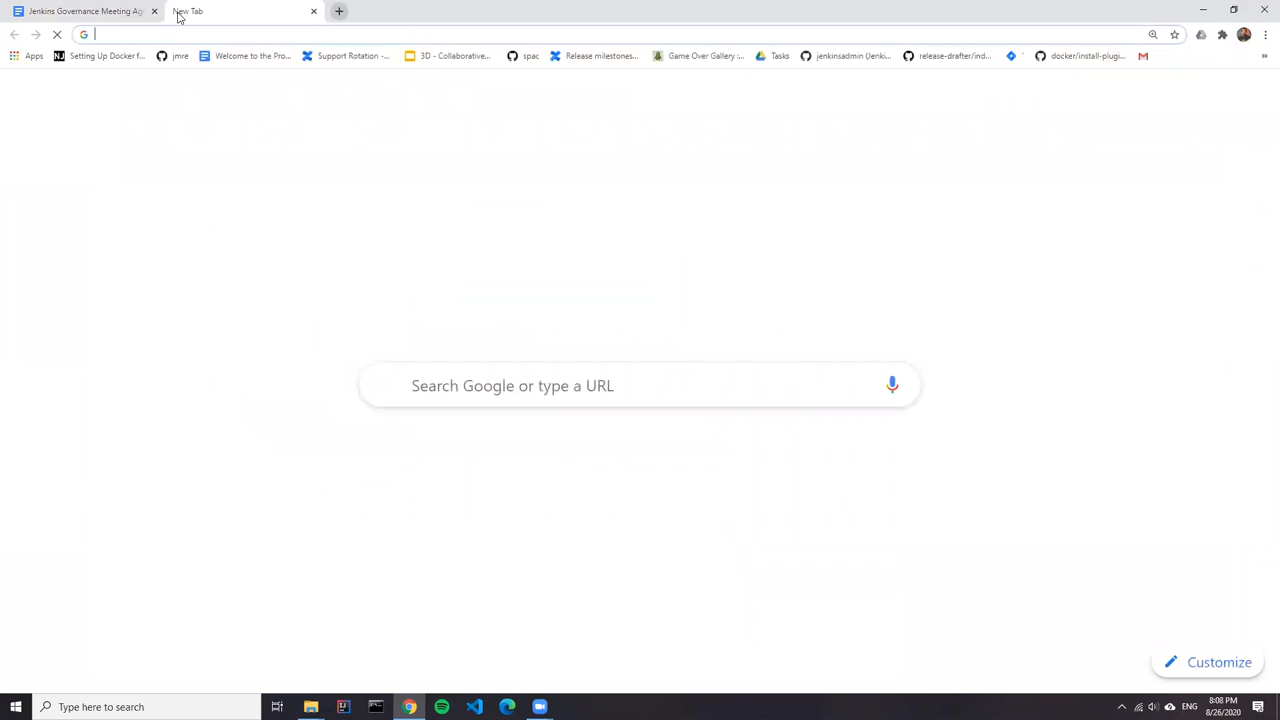 Jenkins Governance Meeting Ag
New Tab
Apps
Setting Up Docker f...
jmre
Welcome to the Pro...
Support Rotation -...
3D - Collaborative...
spac
Release milestones...
Game Over Gallery :...
Tasks
jenkinsadmin (Jenki...
release-drafter/ind...
docker/install-plugi...
»
Search Google or type a URL
Customize
Type here to search
ENG
8:08 PM
8/26/2020